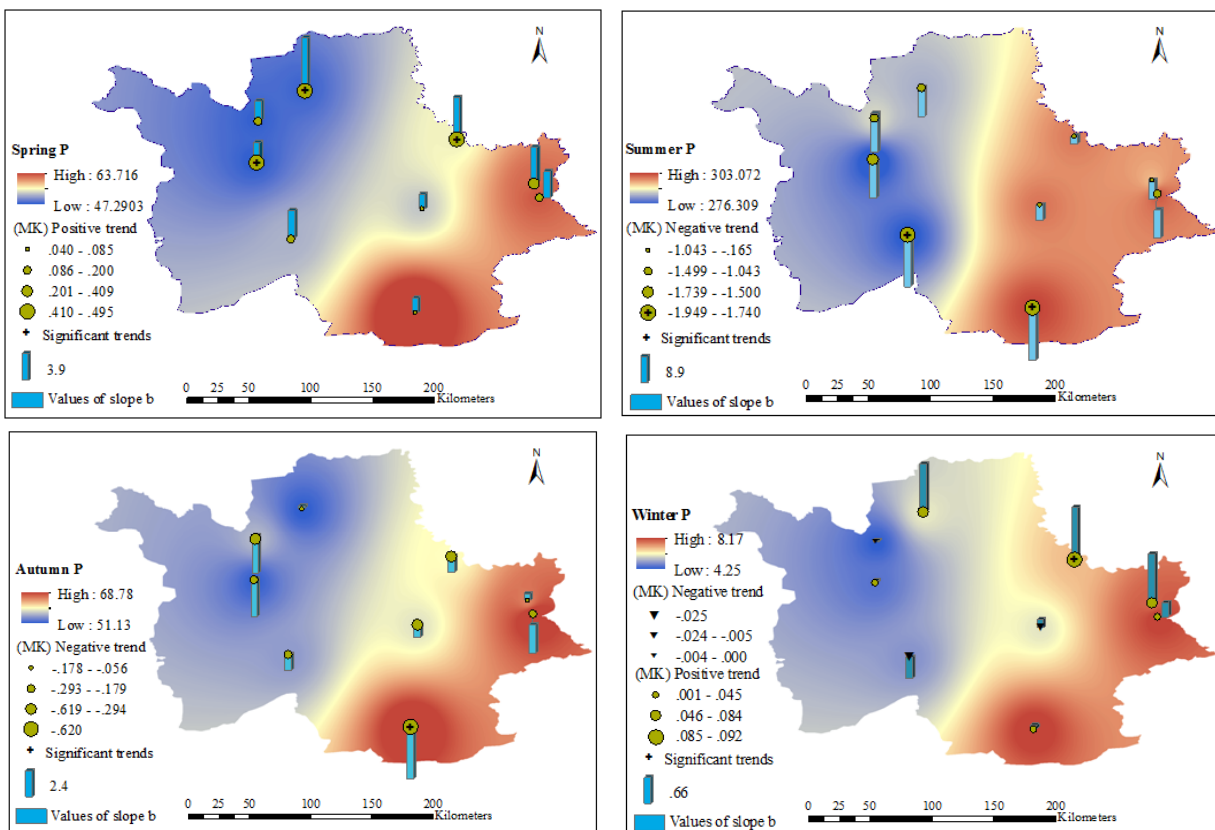 N
Spring P
High : 63.716
Low : 47.2903
(MK) Positive trend
.040 - .085
.086 - .200
.201 - .409
.410 - .495
Significant trends
3.9
Values of slope b
0 25 50 100 150 200
Kilometers
N
Summer P
High : 303.072
Low : 276.309
(MK) Negative trend
-1.043 - -.165
-1.499 - -1.043
-1.739 - -1.500
-1.949 - -1.740
Significant trends
8.9
Values of slope b
0 25 50 100 150 200
Kilometers
N
Autumn P
High : 68.78
Low : 51.13
(MK) Negative trend
-.178 - -.056
-.293 - -.179
-.619 - -.294
-.620
Significant trends
2.4
Values of slope b
0 25 50 100 150 200
Kilometers
N
Winter P
High : 8.17
Low : 4.25
(MK) Negative trend
-.025
-.024 - -.005
-.004 - .000
(MK) Positive trend
.001 - .045
.046 - .084
.085 - .092
Significant trends
.66
Values of slope b
0 25 50 100 150 200
Kilometers